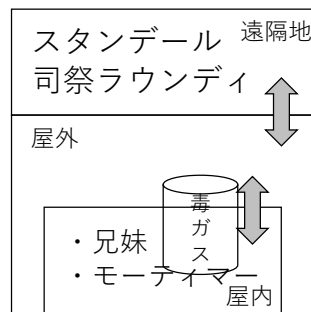 スタンデール
遠隔地
司祭ラウンディ
屋外
毒ガス
・兄妹
・モーティマー
屋内